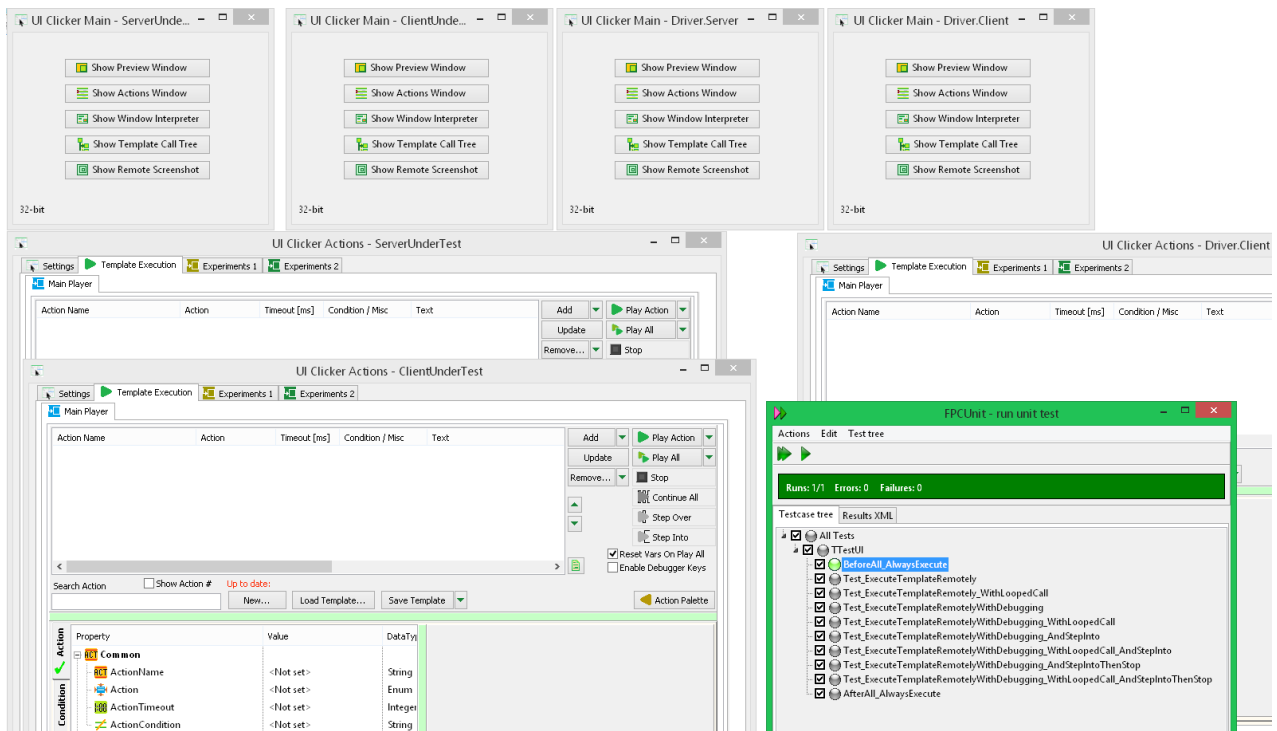 UI Clicker Main - ServerUnde...
UI Clicker Main - ClientUnde...
UI Clicker Main - Driver.Server
UI Clicker Main - Driver.Client
Show Preview Window
Show Actions Window
Show Window Interpreter
Show Template Call Tree
Show Remote Screenshot
32-bit
Show Preview Window
Show Actions Window
Show Window Interpreter
Show Template Call Tree
Show Remote Screenshot
32-bit
Show Preview Window
Show Actions Window
Show Window Interpreter
Show Template Call Tree
Show Remote Screenshot
32-bit
Show Preview Window
Show Actions Window
Show Window Interpreter
Show Template Call Tree
Show Remote Screenshot
32-bit
UI Clicker Actions - ServerUnderTest
Settings Template Execution Experiments 1 Experiments 2
Main Player
Action Name Action Timeout [ms] Condition / Misc Text
Add Play Action
Update Play All
Remove... Stop
UI Clicker Actions - Driver.Client
Settings Template Execution Experiments 1 Experiments 2
Main Player
Action Name Action Timeout [ms] Condition / Misc Text
UI Clicker Actions - ClientUnderTest
Settings Template Execution Experiments 1 Experiments 2
Main Player
Action Name Action Timeout [ms] Condition / Misc Text
Add Play Action
Update Play All
Remove... Stop
Continue All
Step Over
Step Into
Reset Vars On Play All
Enable Debugger Keys
Search Action Show Action # Up to date:
New... Load Template... Save Template Action Palette
Action
Condition
Property Value DataTy
ACT Common
ACT ActionName <Not set> String
Action <Not set> Enum
ActionTimeout <Not set> Integer
ActionCondition <Not set> String
FPCUnit - run unit test
Actions Edit Test tree
Runs: 1/1 Errors: 0 Failures: 0
Testcase tree Results XML
All Tests
TTestUI
BeforeAll_AlwaysExecute
Test_ExecuteTemplateRemotely
Test_ExecuteTemplateRemotely_WithLoopedCall
Test_ExecuteTemplateRemotelyWithDebugging
Test_ExecuteTemplateRemotelyWithDebugging_WithLoopedCall
Test_ExecuteTemplateRemotelyWithDebugging_AndStepInto
Test_ExecuteTemplateRemotelyWithDebugging_WithLoopedCall_AndStepInto
Test_ExecuteTemplateRemotelyWithDebugging_AndStepIntoThenStop
Test_ExecuteTemplateRemotelyWithDebugging_WithLoopedCall_AndStepIntoThenStop
AfterAll_AlwaysExecute